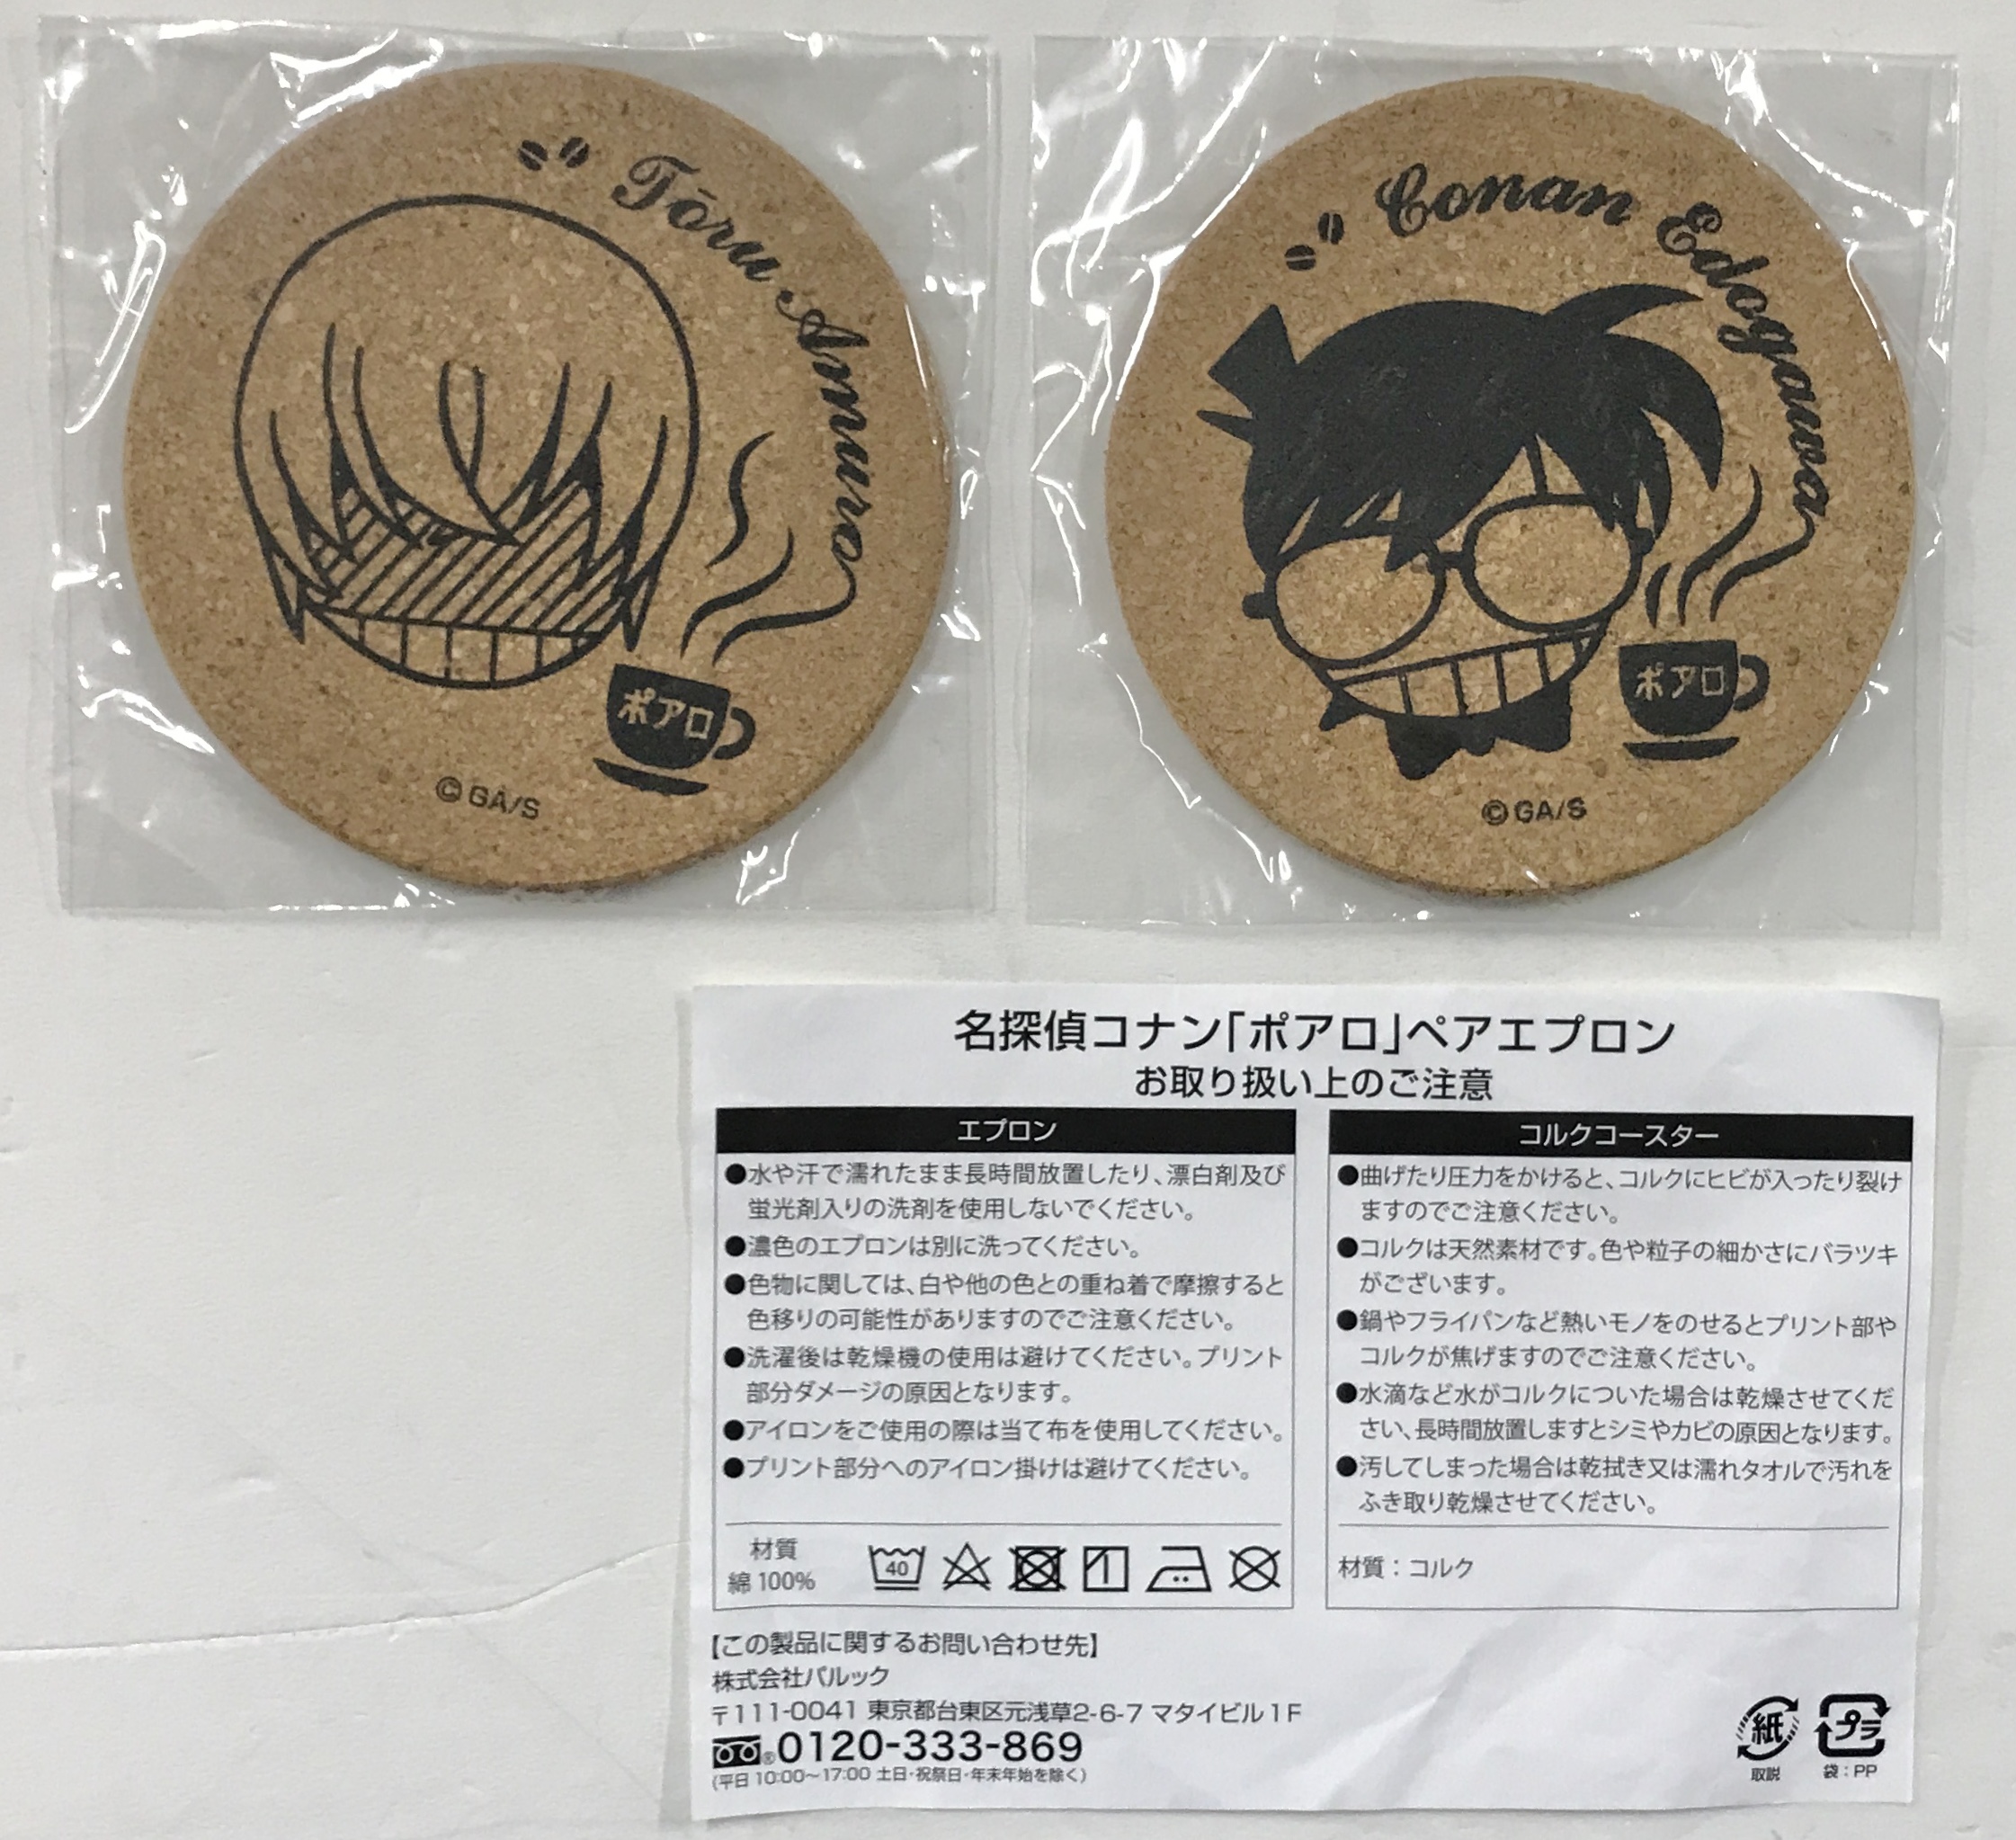 Tōru Amuro
ポアロ
©GA/S
Conan Edogawa
ポアロ
©GA/S
名探偵コナン「ポアロ」ペアエプロン
お取り扱い上のご注意
エプロン
●水や汗で濡れたまま長時間放置したり、漂白剤及び
蛍光剤入りの洗剤を使用しないでください。
●濃色のエプロンは別に洗ってください。
●色物に関しては、白や他の色との重ね着で摩擦すると
色移りの可能性がありますのでご注意ください。
●洗濯後は乾燥機の使用は避けてください。プリント
部分ダメージの原因となります。
●アイロンをご使用の際は当て布を使用してください。
●プリント部分へのアイロン掛けは避けてください。
材質
綿100%
40
コルクコースター
●曲げたり圧力をかけると、コルクにヒビが入ったり裂け
ますのでご注意ください。
●コルクは天然素材です。色や粒子の細かさにバラツキ
がございます。
●鍋やフライパンなど熱いモノをのせるとプリント部や
コルクが焦げますのでご注意ください。
●水滴など水がコルクについた場合は乾燥させてくだ
さい、長時間放置しますとシミやカビの原因となります。
●汚してしまった場合は乾拭き又は濡れタオルで汚れを
ふき取り乾燥させてください。
材質：コルク
【この製品に関するお問い合わせ先】
株式会社パルック
〒111-0041 東京都台東区元浅草2-6-7 マタイビル1F
®0120-333-869
(平日 10:00〜17:00 土日・祝祭日・年末年始を除く)
紙
取説
プラ
袋：PP